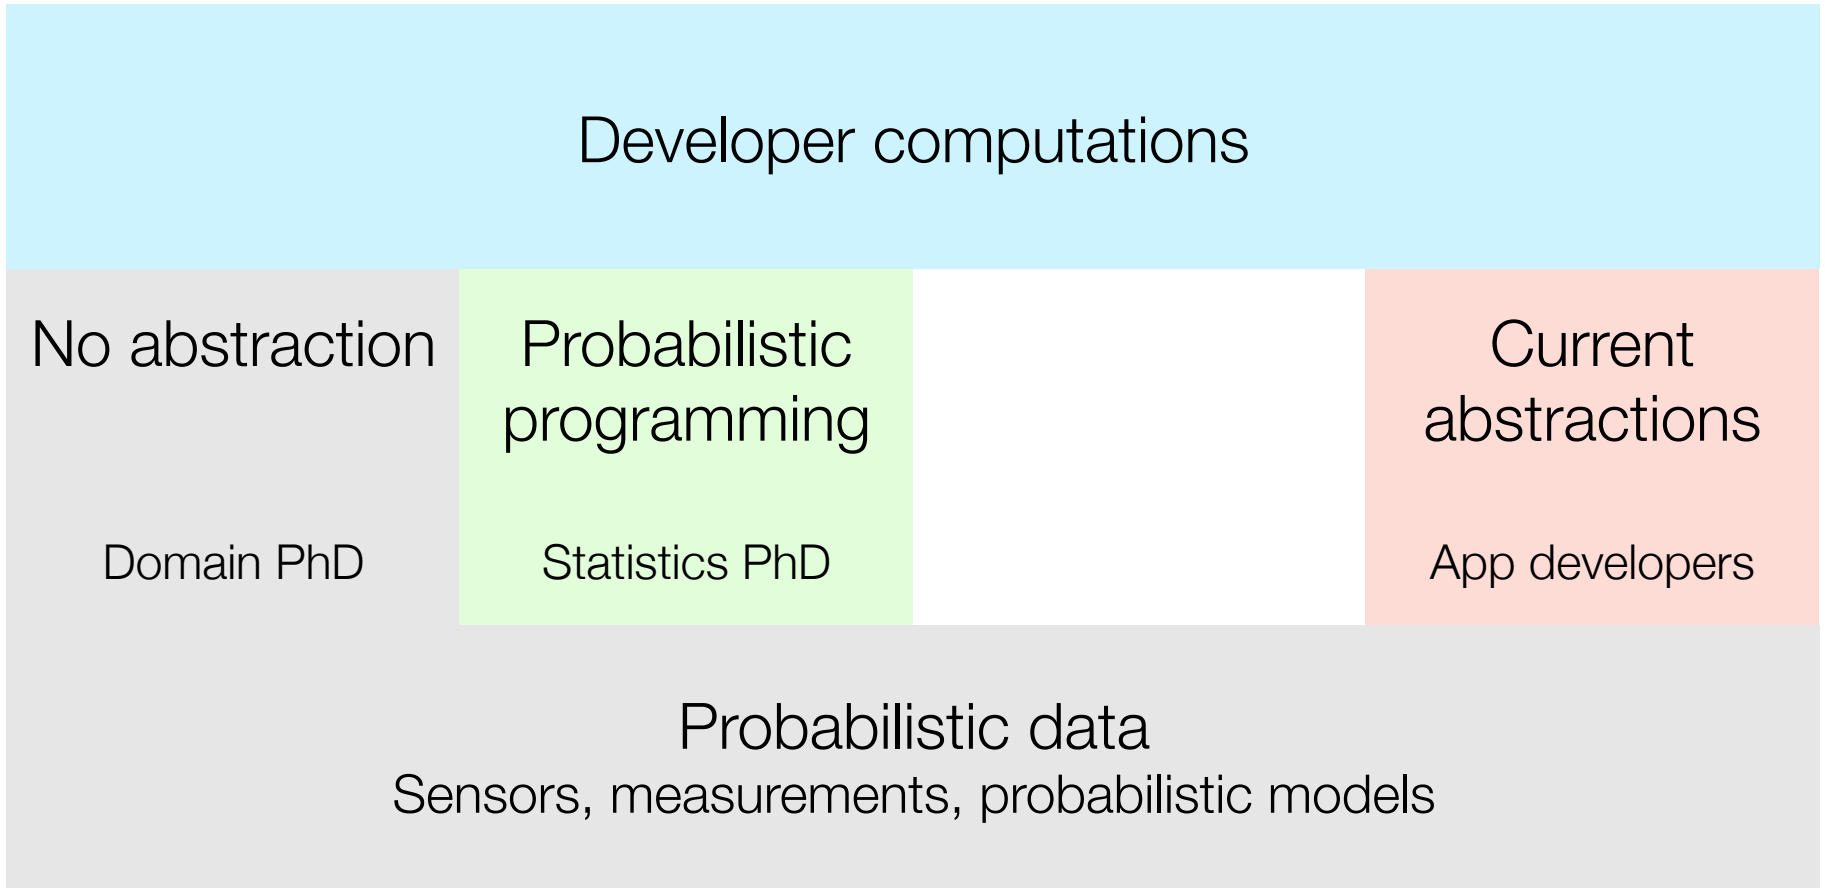 Developer computations
No abstraction
Domain PhD
Probabilistic
programming
Statistics PhD
Current
abstractions
App developers
Probabilistic data
Sensors, measurements, probabilistic models